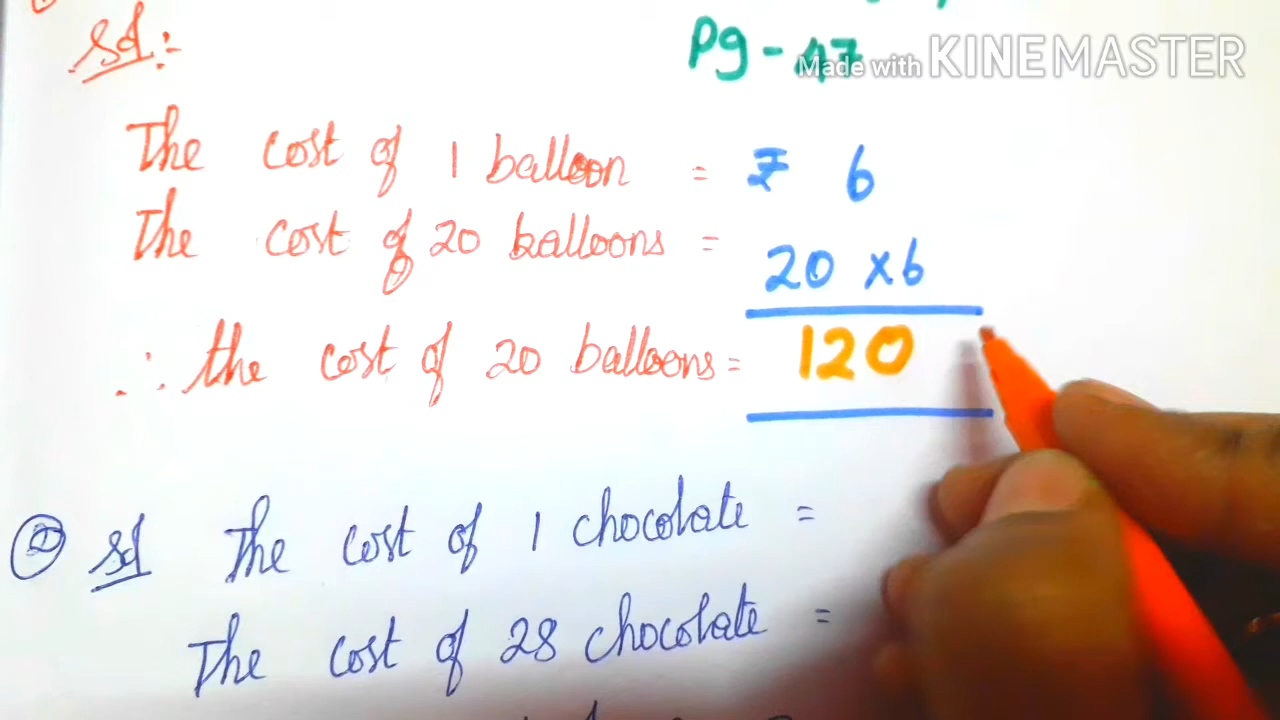 Sol:-
Pg - 47
Made with KINEMASTER
The cost of 1 balloon = ₹ 6
The cost of 20 balloons = 20 x 6
∴ the cost of 20 balloons = 120
② Sol The cost of 1 chocolate =
The cost of 28 chocolate =